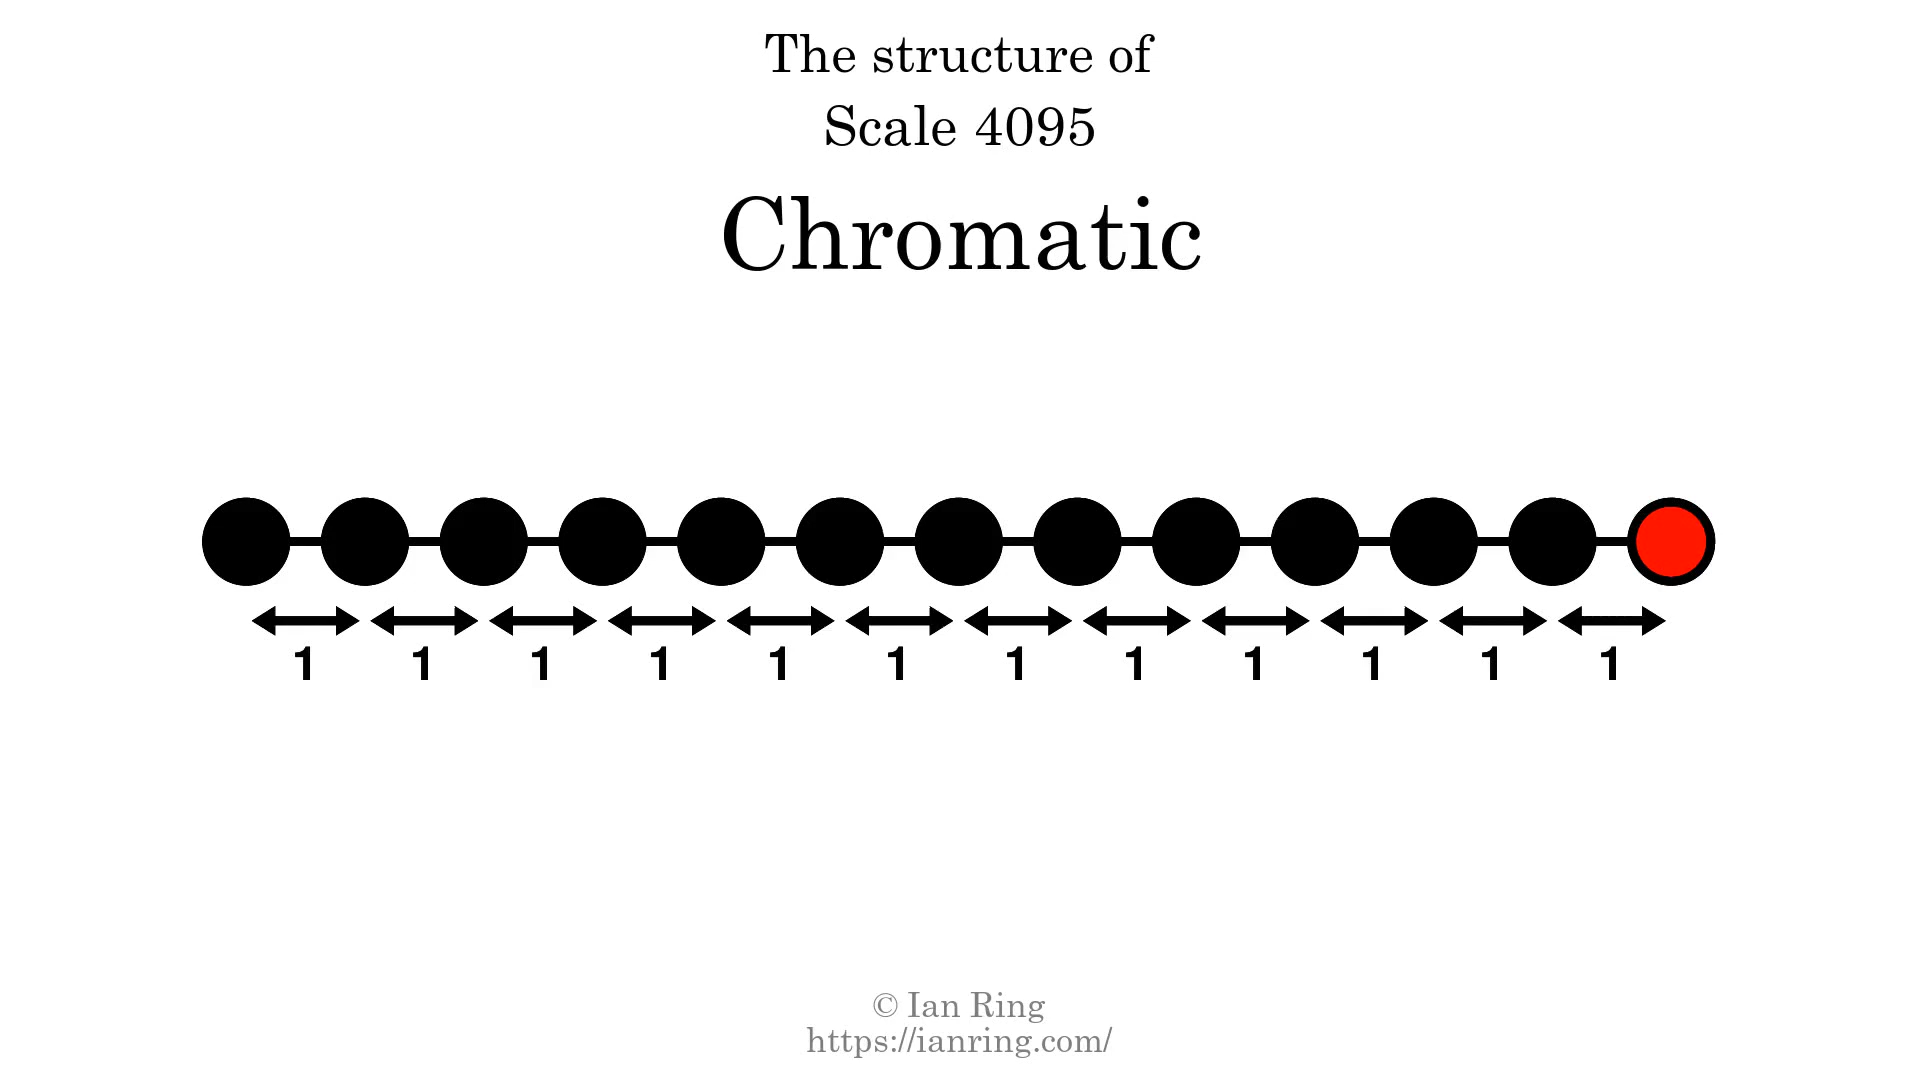 The structure of
Scale 4095
Chromatic
1 1 1 1 1 1 1 1 1 1 1 1
© Ian Ring
https://ianring.com/